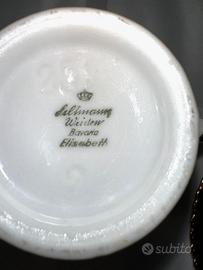 Seltmann
Weiden
Bavaria
Elisabeth
subito